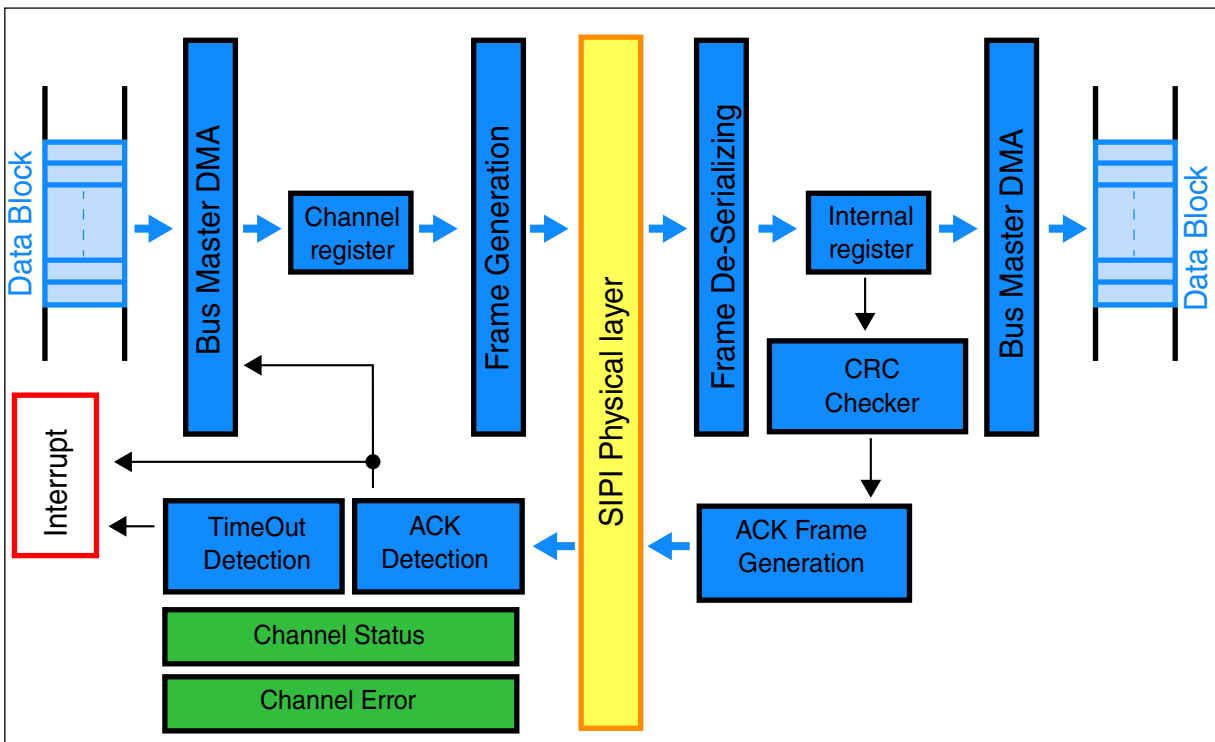 Data Block
Bus Master DMA
Channel
register
Frame Generation
SIPI Physical layer
Frame De-Serializing
Internal
register
Bus Master DMA
Data Block
CRC
Checker
Interrupt
TimeOut
Detection
ACK
Detection
ACK Frame
Generation
Channel Status
Channel Error